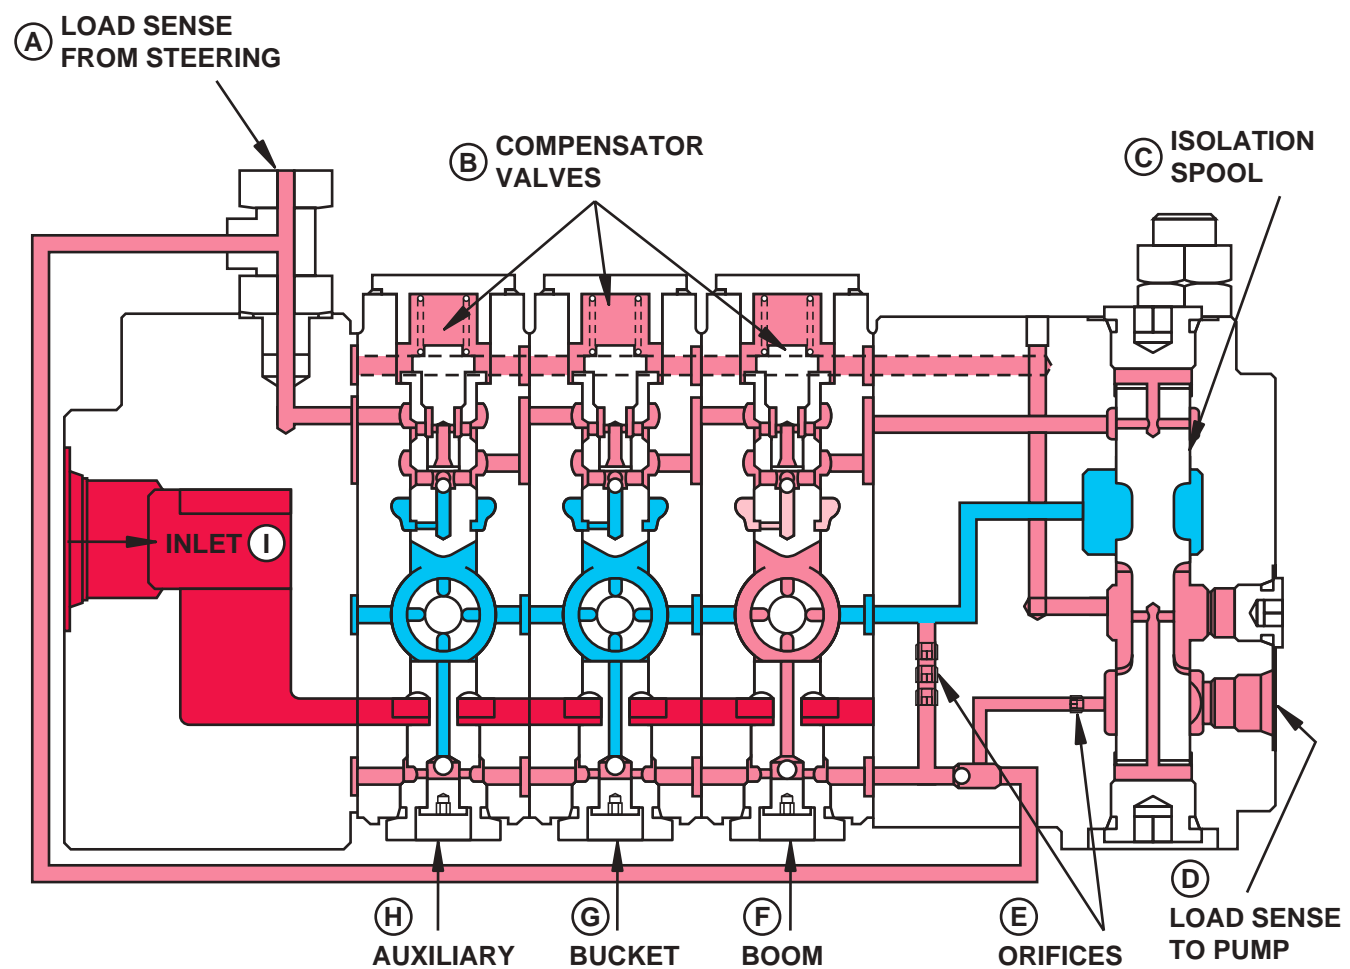 A LOAD SENSE
FROM STEERING
B COMPENSATOR
VALVES
C ISOLATION
SPOOL
INLET I
H
AUXILIARY
G
BUCKET
F
BOOM
E
ORIFICES
D
LOAD SENSE
TO PUMP